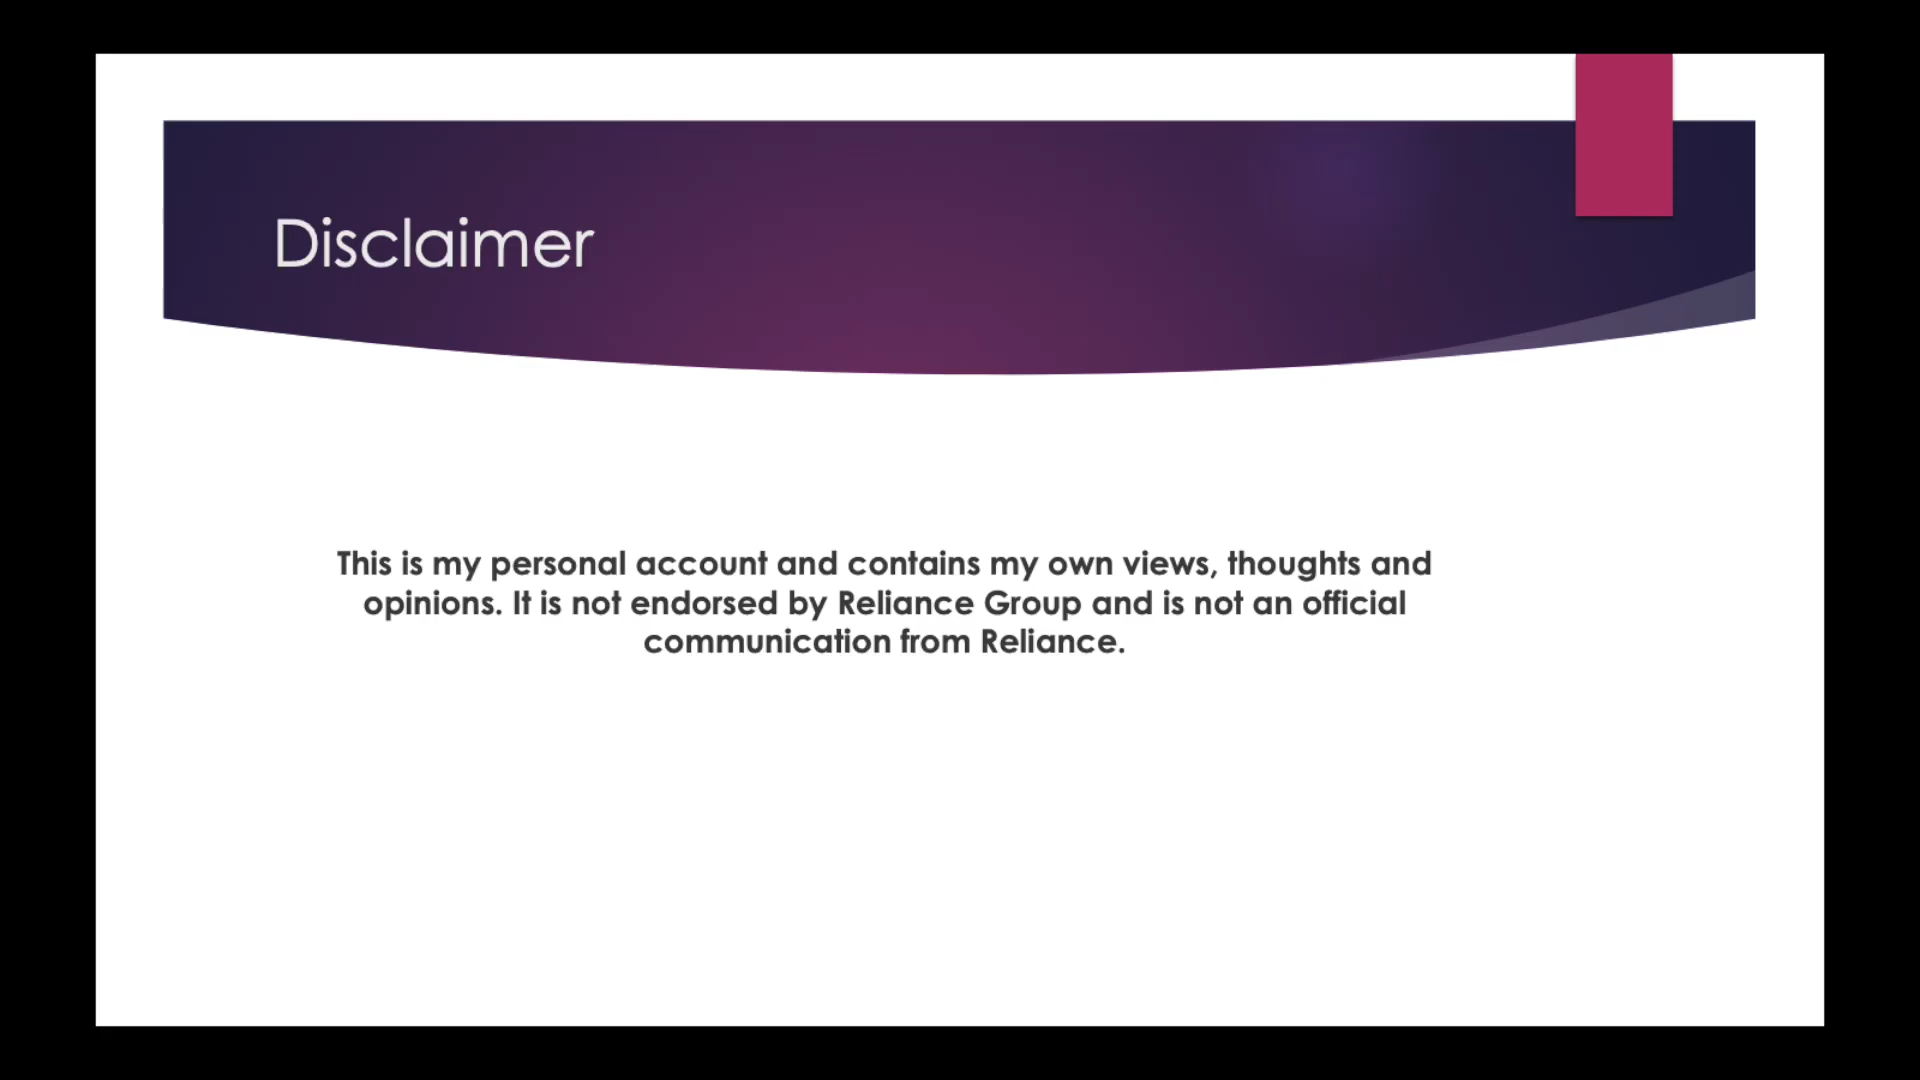 Disclaimer
This is my personal account and contains my own views, thoughts and
opinions. It is not endorsed by Reliance Group and is not an official
communication from Reliance.